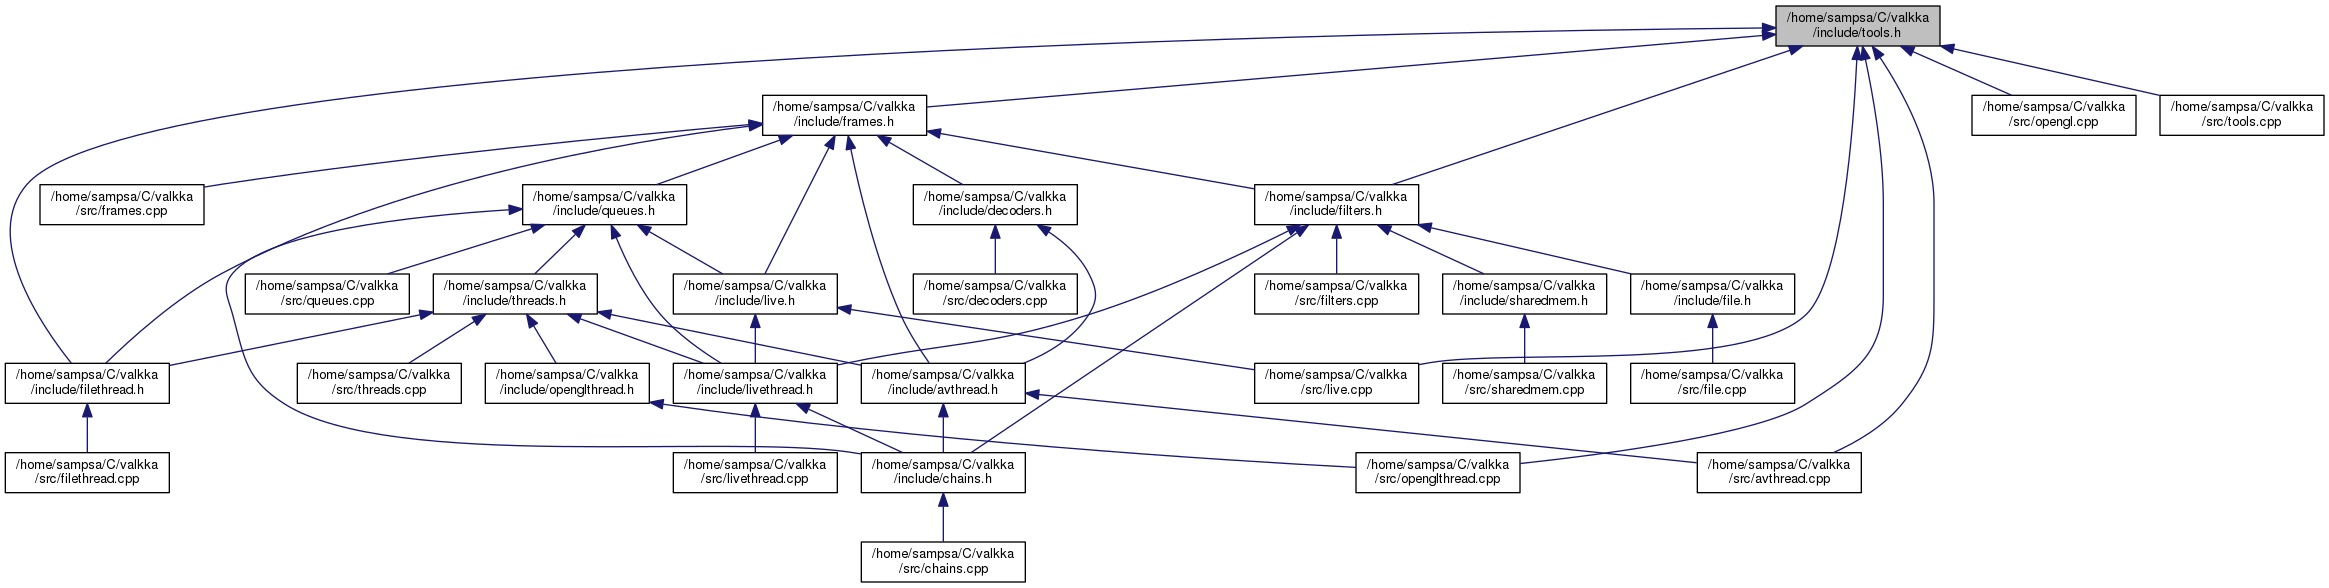 /home/sampsa/C/valkka
/include/tools.h
/home/sampsa/C/valkka
/include/frames.h
/home/sampsa/C/valkka
/src/opengl.cpp
/home/sampsa/C/valkka
/src/tools.cpp
/home/sampsa/C/valkka
/src/frames.cpp
/home/sampsa/C/valkka
/include/queues.h
/home/sampsa/C/valkka
/include/decoders.h
/home/sampsa/C/valkka
/include/filters.h
/home/sampsa/C/valkka
/src/queues.cpp
/home/sampsa/C/valkka
/include/threads.h
/home/sampsa/C/valkka
/include/live.h
/home/sampsa/C/valkka
/src/decoders.cpp
/home/sampsa/C/valkka
/src/filters.cpp
/home/sampsa/C/valkka
/include/sharedmem.h
/home/sampsa/C/valkka
/include/file.h
/home/sampsa/C/valkka
/include/filethread.h
/home/sampsa/C/valkka
/src/threads.cpp
/home/sampsa/C/valkka
/include/openglthread.h
/home/sampsa/C/valkka
/include/livethread.h
/home/sampsa/C/valkka
/include/avthread.h
/home/sampsa/C/valkka
/src/live.cpp
/home/sampsa/C/valkka
/src/sharedmem.cpp
/home/sampsa/C/valkka
/src/file.cpp
/home/sampsa/C/valkka
/src/filethread.cpp
/home/sampsa/C/valkka
/src/livethread.cpp
/home/sampsa/C/valkka
/include/chains.h
/home/sampsa/C/valkka
/src/openglthread.cpp
/home/sampsa/C/valkka
/src/avthread.cpp
/home/sampsa/C/valkka
/src/chains.cpp